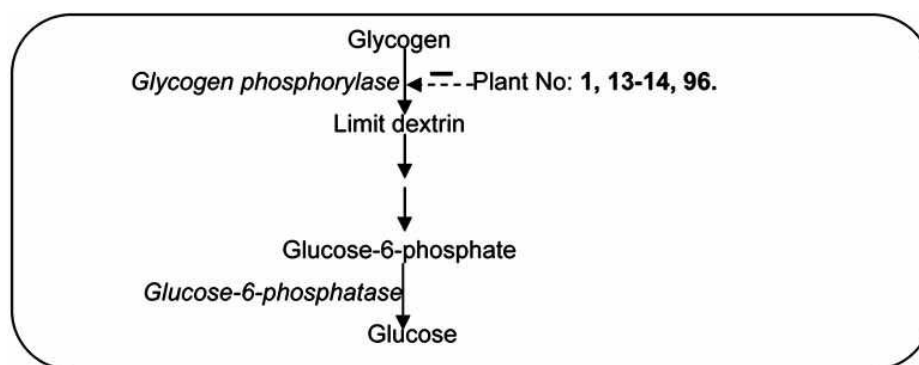 Glycogen
Glycogen phosphorylase
Plant No: 1, 13-14, 96.
Limit dextrin
Glucose-6-phosphate
Glucose-6-phosphatase
Glucose